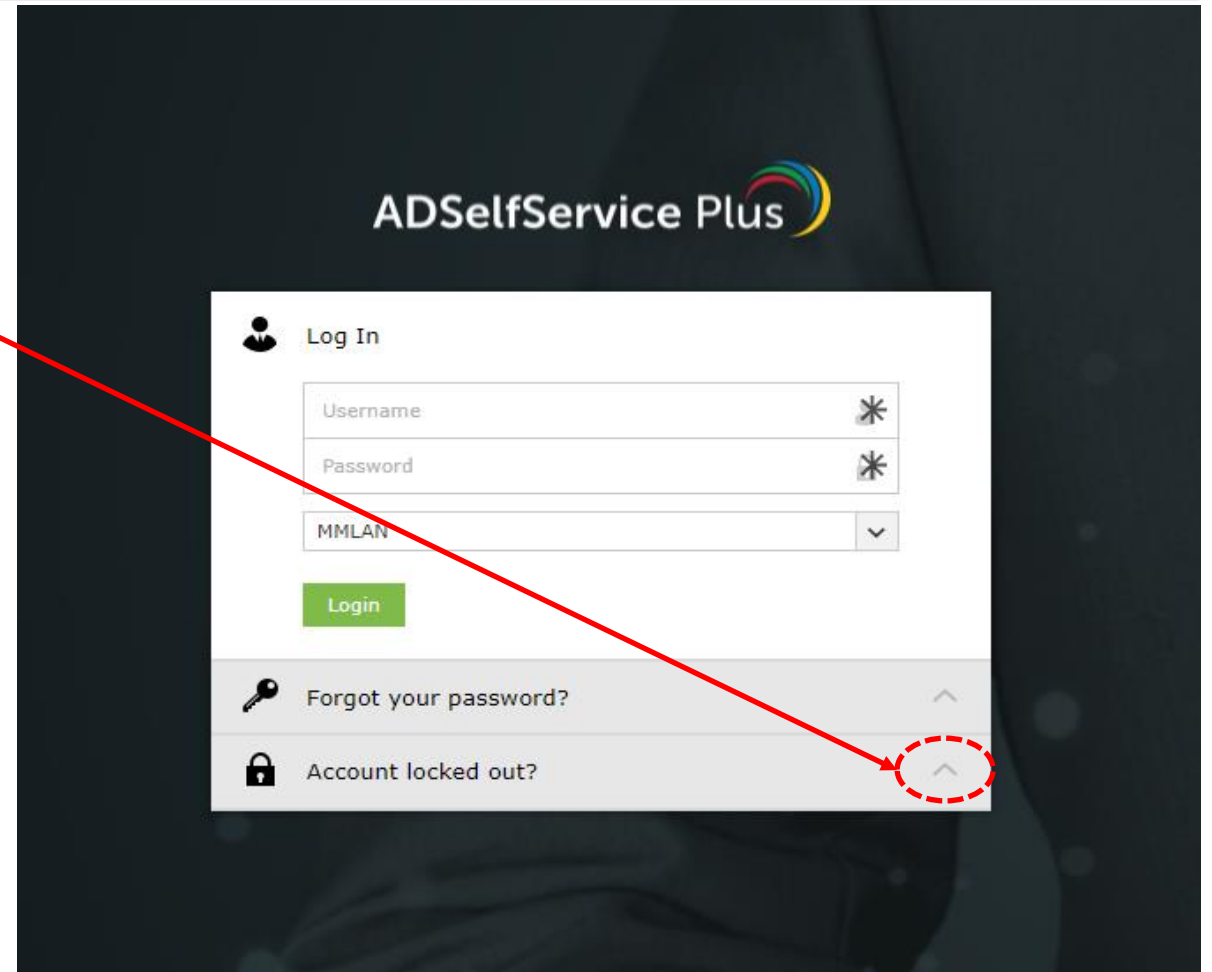 ADSelfService Plus
Log In
Username
Password
MMLAN
Login
Forgot your password?
Account locked out?